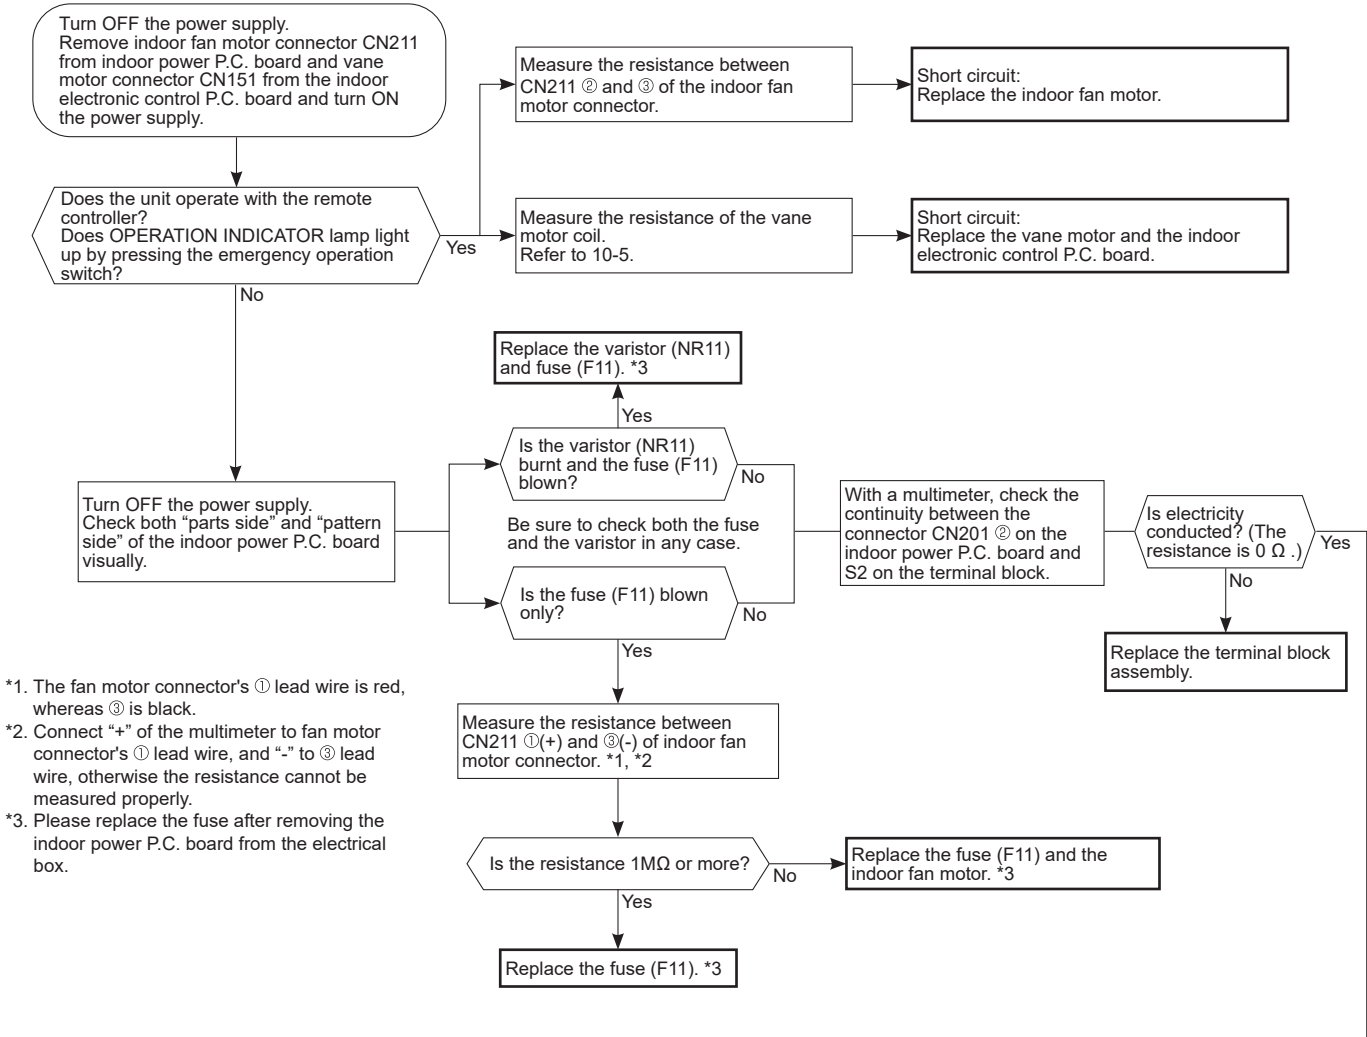 Turn OFF the power supply.
Remove indoor fan motor connector CN211
from indoor power P.C. board and vane
motor connector CN151 from the indoor
electronic control P.C. board and turn ON
the power supply.
Measure the resistance between
CN211 ② and ③ of the indoor fan
motor connector.
Short circuit:
Replace the indoor fan motor.
Does the unit operate with the remote
controller?
Does OPERATION INDICATOR lamp light
up by pressing the emergency operation
switch?
Yes
Measure the resistance of the vane
motor coil.
Refer to 10-5.
Short circuit:
Replace the vane motor and the indoor
electronic control P.C. board.
No
Replace the varistor (NR11)
and fuse (F11). *3
Yes
Is the varistor (NR11)
burnt and the fuse (F11)
blown?
No
Turn OFF the power supply.
Check both “parts side” and “pattern
side” of the indoor power P.C. board
visually.
Be sure to check both the fuse
and the varistor in any case.
Is the fuse (F11) blown
only?
No
With a multimeter, check the
continuity between the
connector CN201 ② on the
indoor power P.C. board and
S2 on the terminal block.
Is electricity
conducted? (The
resistance is 0 Ω .)
Yes
No
Replace the terminal block
assembly.
Yes
Measure the resistance between
CN211 ①(+) and ③(-) of indoor fan
motor connector. *1, *2
Is the resistance 1MΩ or more?
No
Replace the fuse (F11) and the
indoor fan motor. *3
Yes
Replace the fuse (F11). *3
*1. The fan motor connector's ① lead wire is red,
whereas ③ is black.
*2. Connect “+” of the multimeter to fan motor
connector's ① lead wire, and “-” to ③ lead
wire, otherwise the resistance cannot be
measured properly.
*3. Please replace the fuse after removing the
indoor power P.C. board from the electrical
box.